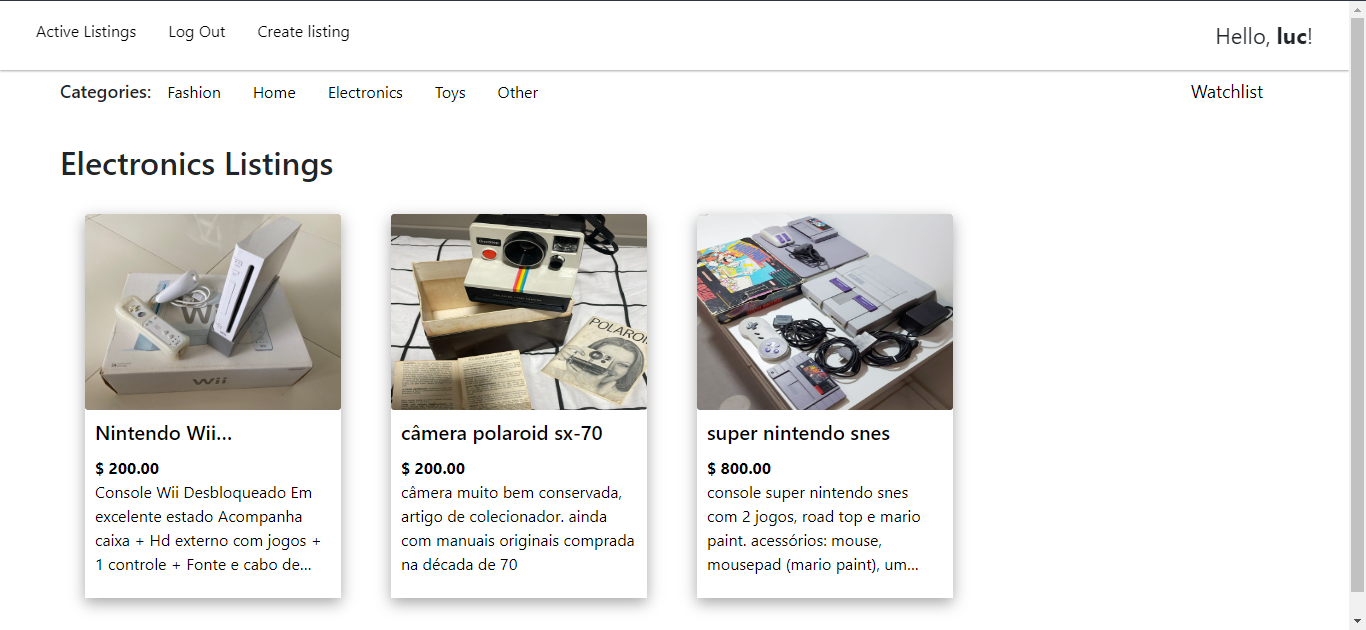 Active Listings Log Out Create listing Hello, luc!
Categories: Fashion Home Electronics Toys Other Watchlist
Electronics Listings
Wii
Wii
POLAROI
Nintendo Wii...
$ 200.00
Console Wii Desbloqueado Em
excelente estado Acompanha
caixa + Hd externo com jogos +
1 controle + Fonte e cabo de...
câmera polaroid sx-70
$ 200.00
câmera muito bem conservada,
artigo de colecionador. ainda
com manuais originais comprada
na década de 70
super nintendo snes
$ 800.00
console super nintendo snes
com 2 jogos, road top e mario
paint. acessórios: mouse,
mousepad (mario paint), um...